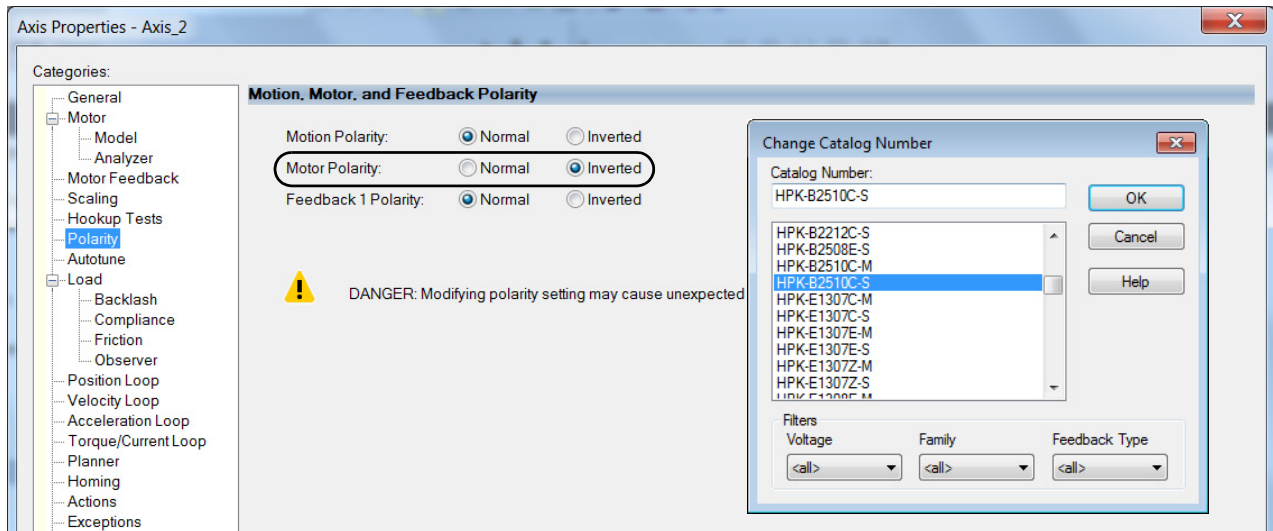 Axis Properties - Axis_2
X
Categories:
General
Motor
Model
Analyzer
Motor Feedback
Scaling
Hookup Tests
Polarity
Autotune
Load
Backlash
Compliance
Friction
Observer
Position Loop
Velocity Loop
Acceleration Loop
Torque/Current Loop
Planner
Homing
Actions
Exceptions
Motion, Motor, and Feedback Polarity
Motion Polarity: Normal Inverted
Motor Polarity: Normal Inverted
Feedback 1 Polarity: Normal Inverted
DANGER: Modifying polarity setting may cause unexpected
Change Catalog Number
Catalog Number:
HPK-B2510C-S
OK
Cancel
Help
HPK-B2212C-S
HPK-B2508E-S
HPK-B2510C-M
HPK-B2510C-S
HPK-E1307C-M
HPK-E1307C-S
HPK-E1307E-M
HPK-E1307E-S
HPK-E1307Z-M
HPK-E1307Z-S
Filters
Voltage Family Feedback Type
<all> <all> <all>